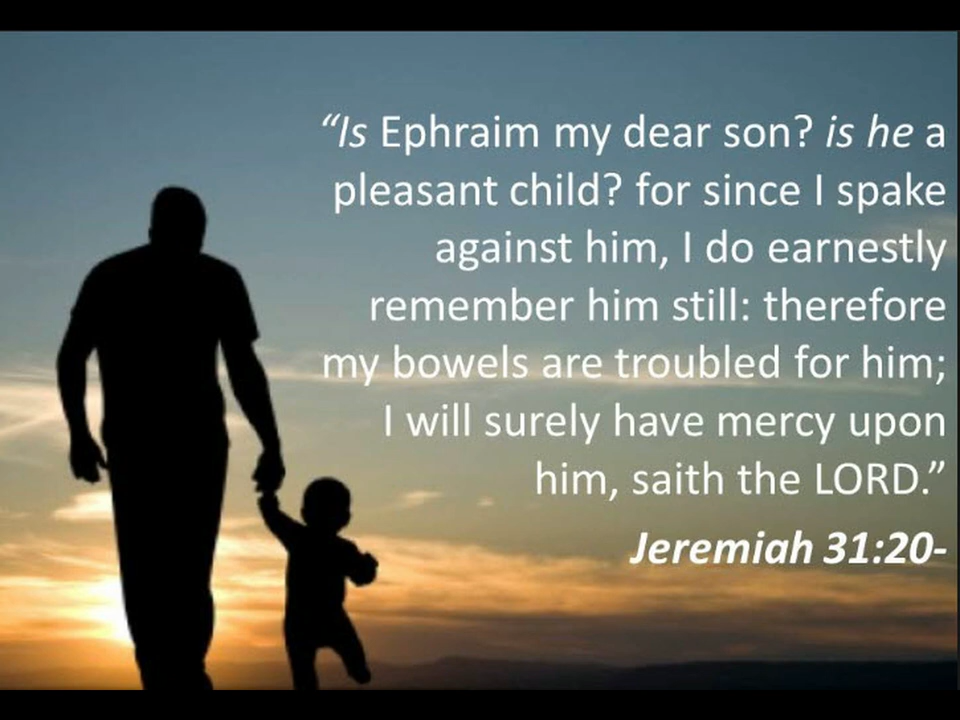 “Is Ephraim my dear son? is he a
pleasant child? for since I spake
against him, I do earnestly
remember him still: therefore
my bowels are troubled for him;
I will surely have mercy upon
him, saith the LORD.”
Jeremiah 31:20-